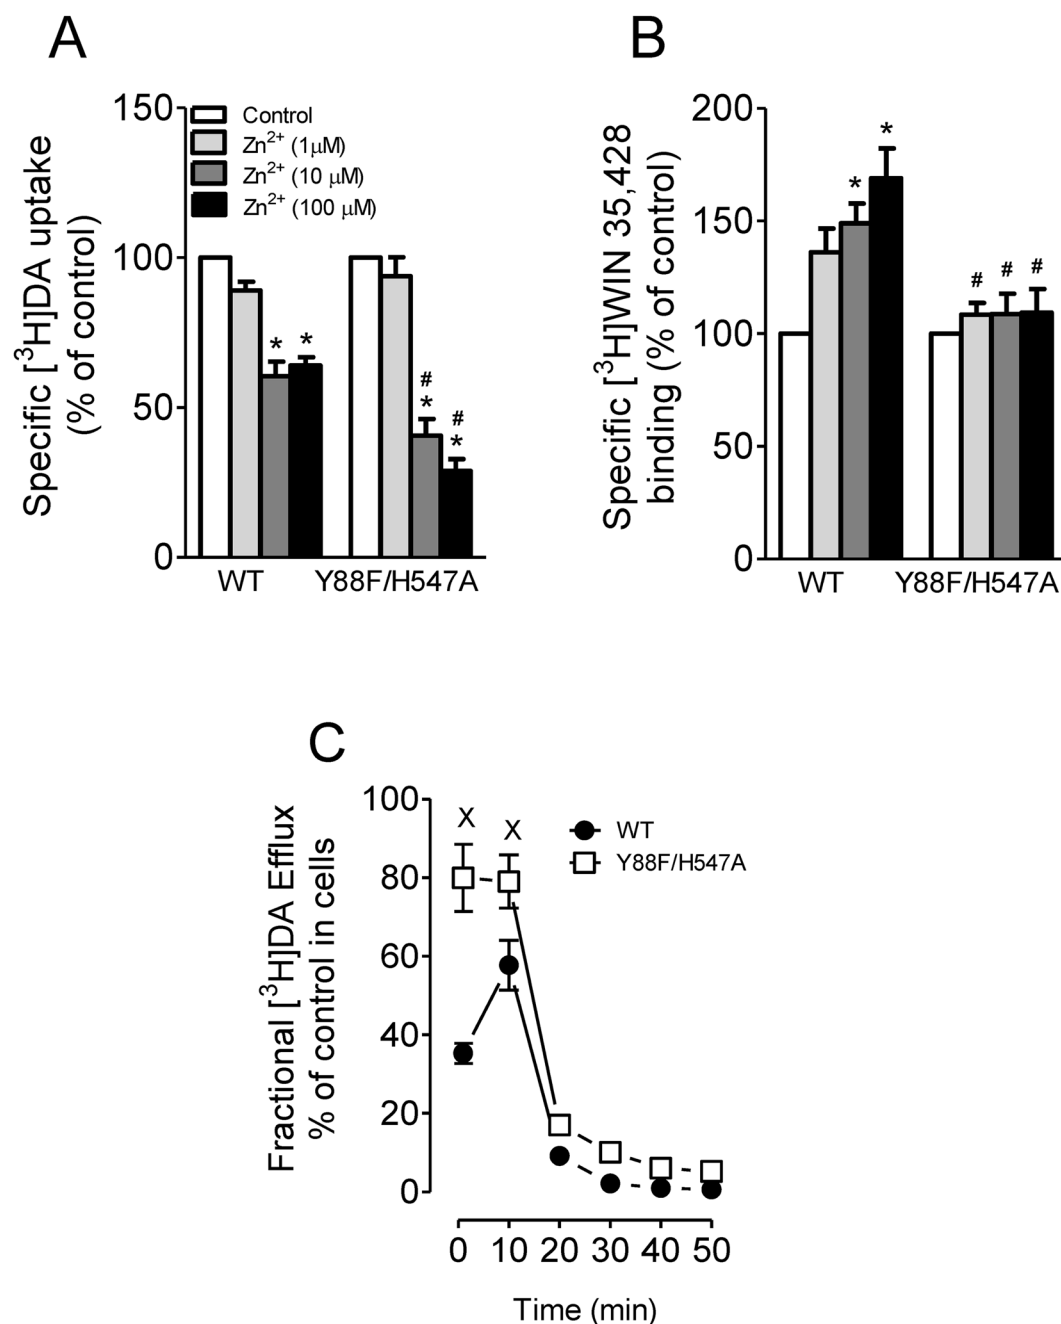 A
Specific [³H]DA uptake
(% of control)
150
100
50
0
Control
Zn²⁺ (1μM)
Zn²⁺ (10 μM)
Zn²⁺ (100 μM)
* *
#
*
#
*
WT
Y88F/H547A
B
Specific [³H]WIN 35,428
binding (% of control)
200
150
100
50
0
*
*
# # #
WT
Y88F/H547A
C
Fractional [³H]DA Efflux
% of control in cells
100
80
60
40
20
0
X X
WT
Y88F/H547A
0 10 20 30 40 50
Time (min)